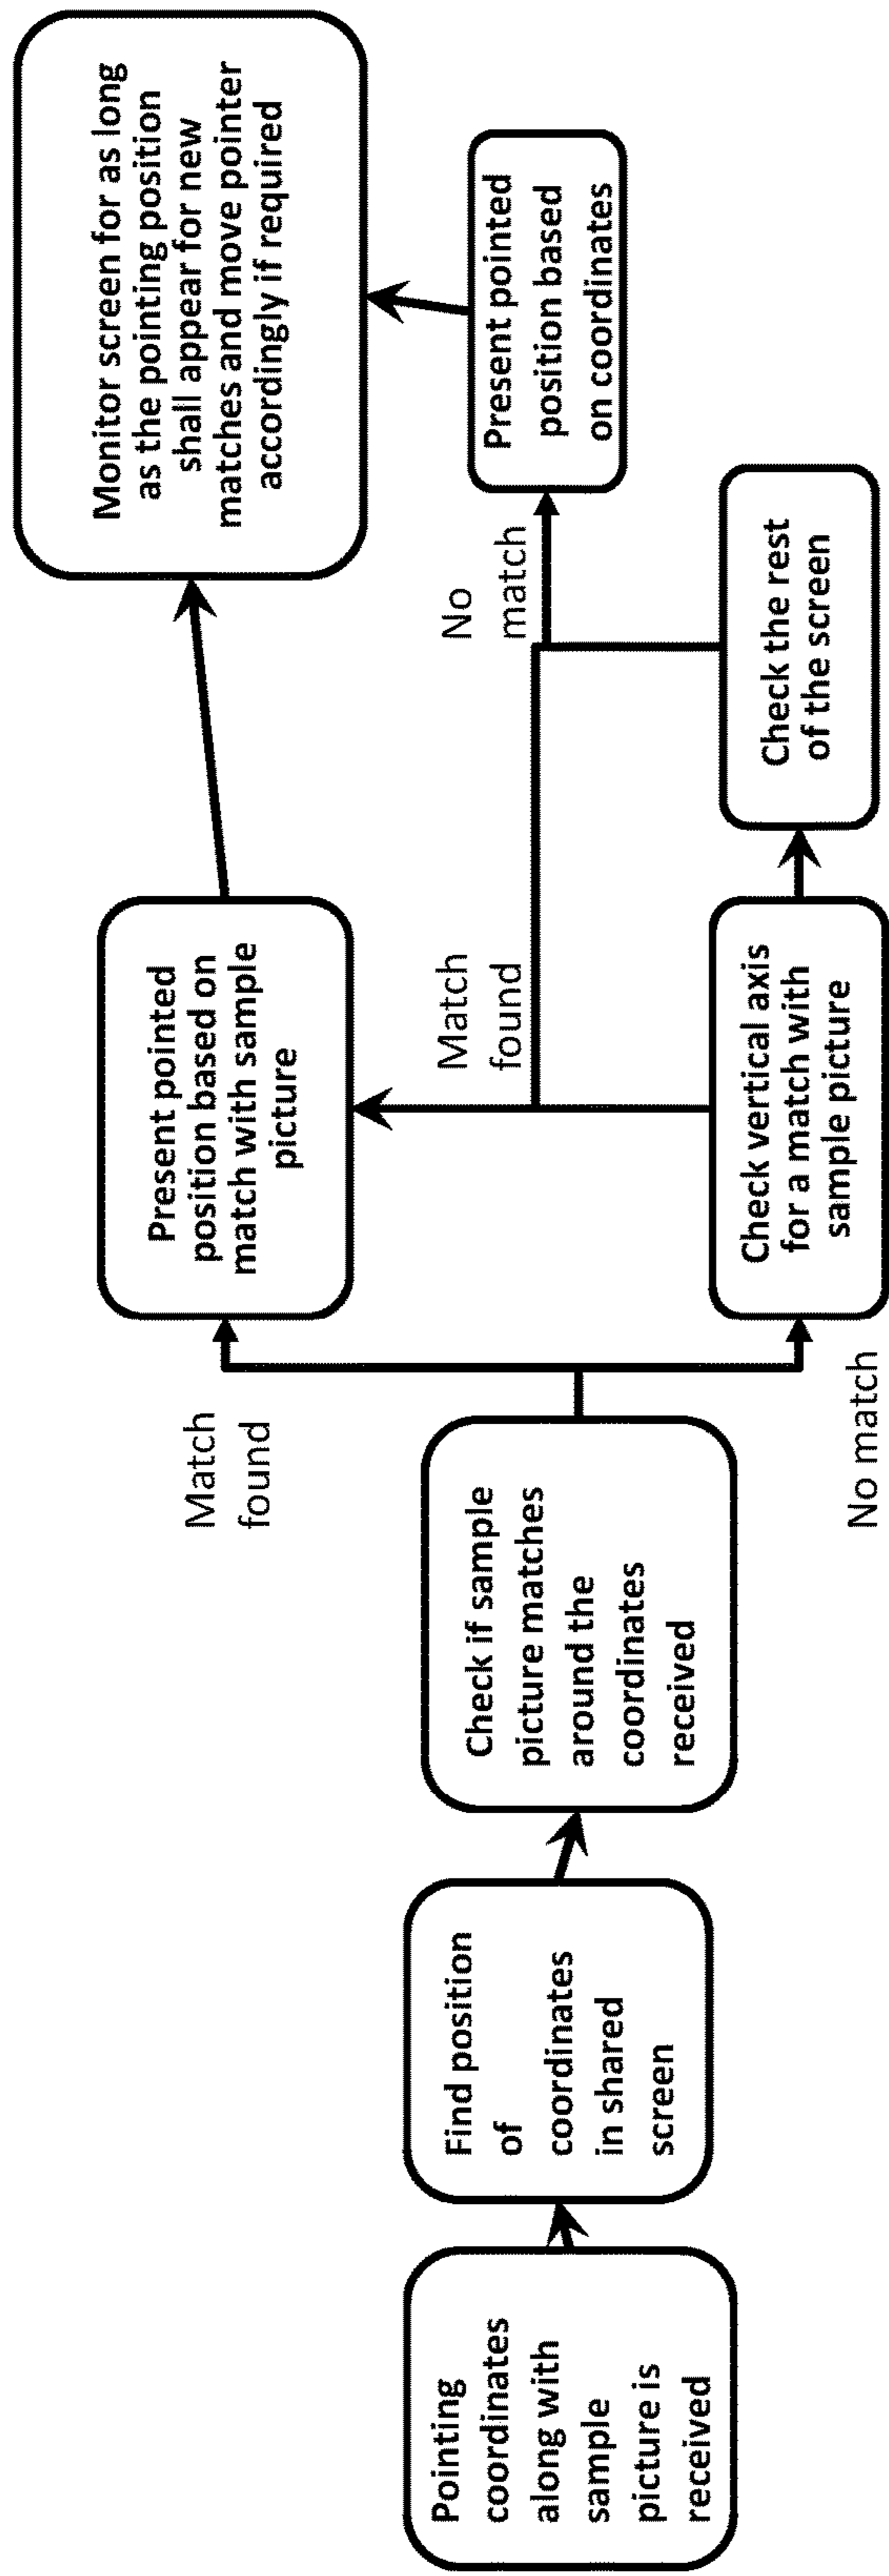 Pointing
coordinates
along with
sample
picture is
received
Find position
of
coordinates
in shared
screen
Check if sample
picture matches
around the
coordinates
received
Match
found
No match
Present pointed
position based on
match with sample
picture
Check vertical axis
for a match with
sample picture
Match
found
Check the rest
of the screen
No
match
Present pointed
position based
on coordinates
Monitor screen for as long
as the pointing position
shall appear for new
matches and move pointer
accordingly if required